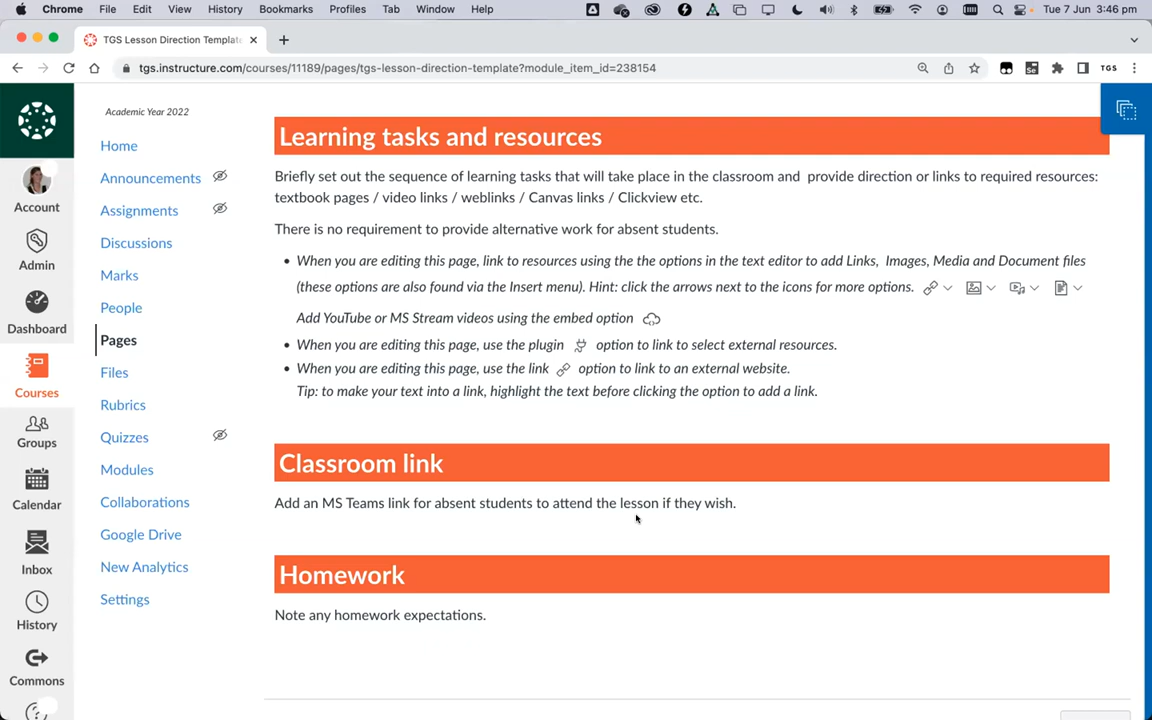 Chrome File Edit View History Bookmarks Profiles Tab Window Help Tue 7 Jun 3:46 pm
TGS Lesson Direction Templat
tgs.instructure.com/courses/11189/pages/tgs-lesson-direction-template?module_item_id=238154
TGS
Academic Year 2022
Home
Announcements
Assignments
Discussions
Marks
People
Pages
Files
Rubrics
Quizzes
Modules
Collaborations
Google Drive
New Analytics
Settings
Account
Admin
Dashboard
Courses
Groups
Calendar
Inbox
History
Commons
Learning tasks and resources
Briefly set out the sequence of learning tasks that will take place in the classroom and provide direction or links to required resources:
textbook pages / video links / weblinks / Canvas links / Clickview etc.
There is no requirement to provide alternative work for absent students.
• When you are editing this page, link to resources using the the options in the text editor to add Links, Images, Media and Document files
(these options are also found via the Insert menu). Hint: click the arrows next to the icons for more options.
Add YouTube or MS Stream videos using the embed option
• When you are editing this page, use the plugin option to link to select external resources.
• When you are editing this page, use the link option to link to an external website.
Tip: to make your text into a link, highlight the text before clicking the option to add a link.
Classroom link
Add an MS Teams link for absent students to attend the lesson if they wish.
Homework
Note any homework expectations.